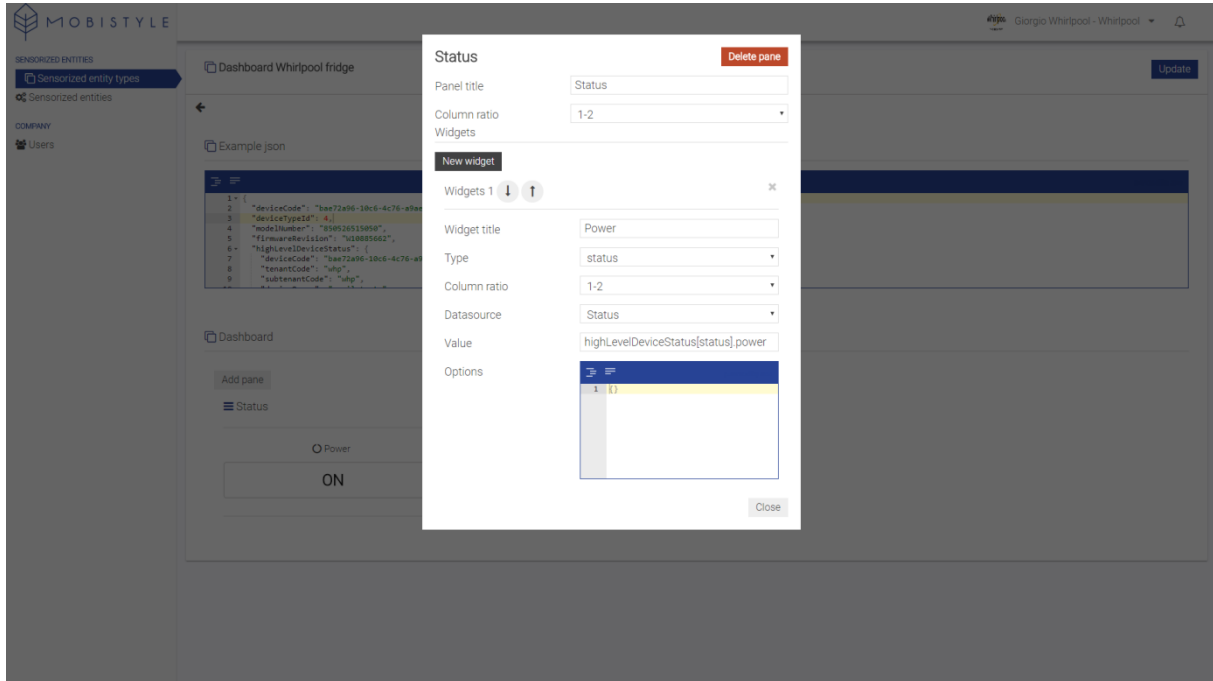 MOBISTYLE
Giorgio Whirlpool - Whirlpool
SENSORIZED ENTITIES
Sensorized entity types
Sensorized entities
COMPANY
Users
Dashboard Whirlpool fridge
Update
Example json
1 {
2 "deviceCode": "bae72a96-10c6-4c76-a9ae
3 "deviceTypeId": 4,
4 "modelNumber": "850526515050",
5 "firmwareRevision": "W10885662",
6 "highLevelDeviceStatus": {
7 "deviceCode": "bae72a96-10c6-4c76-a9
8 "tenantCode": "whp",
9 "subtenantCode": "whp",
Dashboard
Add pane
Status
Power
ON
Status
Delete pane
Panel title
Status
Column ratio
1-2
Widgets
New widget
Widgets 1
Widget title
Power
Type
status
Column ratio
1-2
Datasource
Status
Value
highLevelDeviceStatus[status].power
Options
1 {}
Close